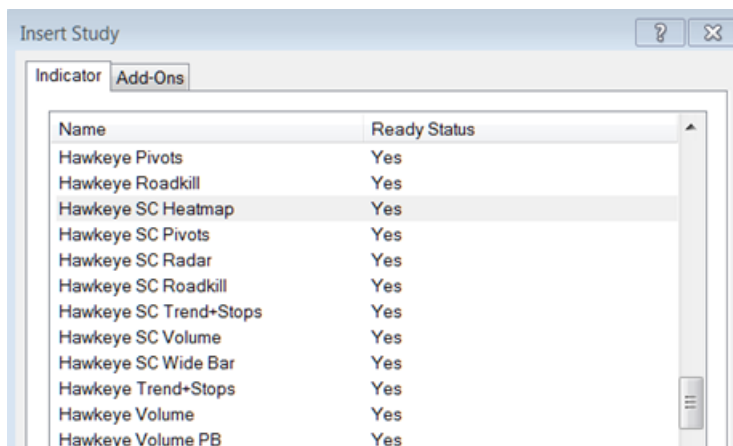 Insert Study
Indicator Add-Ons
Name Ready Status
Hawkeye Pivots Yes
Hawkeye Roadkill Yes
Hawkeye SC Heatmap Yes
Hawkeye SC Pivots Yes
Hawkeye SC Radar Yes
Hawkeye SC Roadkill Yes
Hawkeye SC Trend+Stops Yes
Hawkeye SC Volume Yes
Hawkeye SC Wide Bar Yes
Hawkeye Trend+Stops Yes
Hawkeye Volume Yes
Hawkeye Volume PB Yes